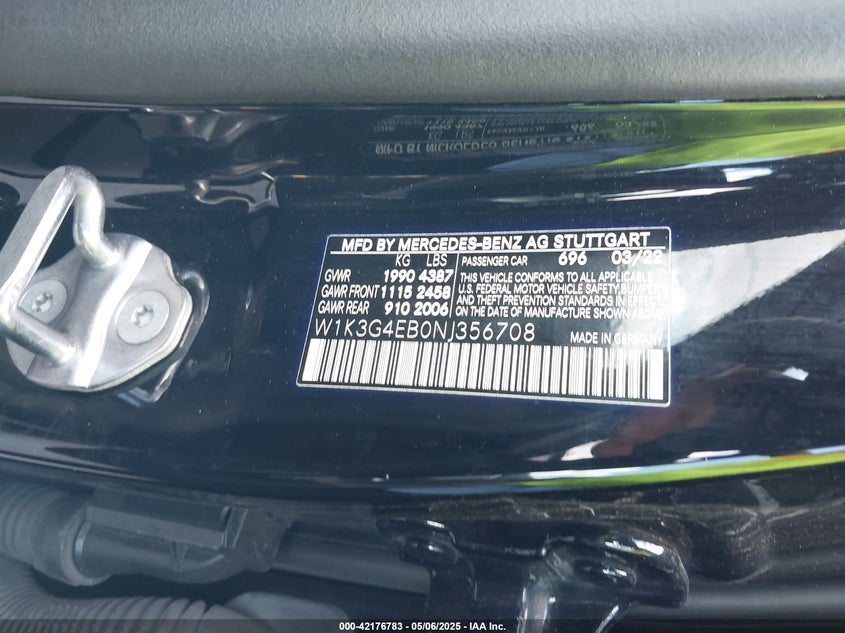 MFD BY MERCEDES-BENZ AG STUTTGART
KG LBS
GVWR 1990 4387
GAWR FRONT 1115 2458
GAWR REAR 910 2006
PASSENGER CAR 696 03/22
THIS VEHICLE CONFORMS TO ALL APPLICABLE
U.S. FEDERAL MOTOR VEHICLE SAFETY, BUMPER,
AND THEFT PREVENTION STANDARDS IN EFFECT
ON THE DATE OF MANUFACTURE SHOWN ABOVE.
W1K3G4EB0NJ356708
MADE IN GERMANY
000-42176783 - 05/06/2025 - IAA Inc.